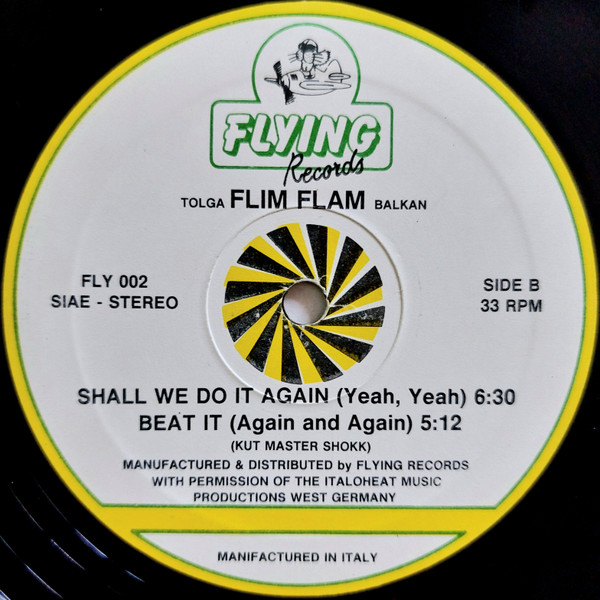 FLYING
Records
TOLGA FLIM FLAM BALKAN
FLY 002
SIAE - STEREO
SIDE B
33 RPM
SHALL WE DO IT AGAIN (Yeah, Yeah) 6:30
BEAT IT (Again and Again) 5:12
(KUT MASTER SHOKK)
MANUFACTURED & DISTRIBUTED by FLYING RECORDS
WITH PERMISSION OF THE ITALOHEAT MUSIC
PRODUCTIONS WEST GERMANY
MANIFACTURED IN ITALY